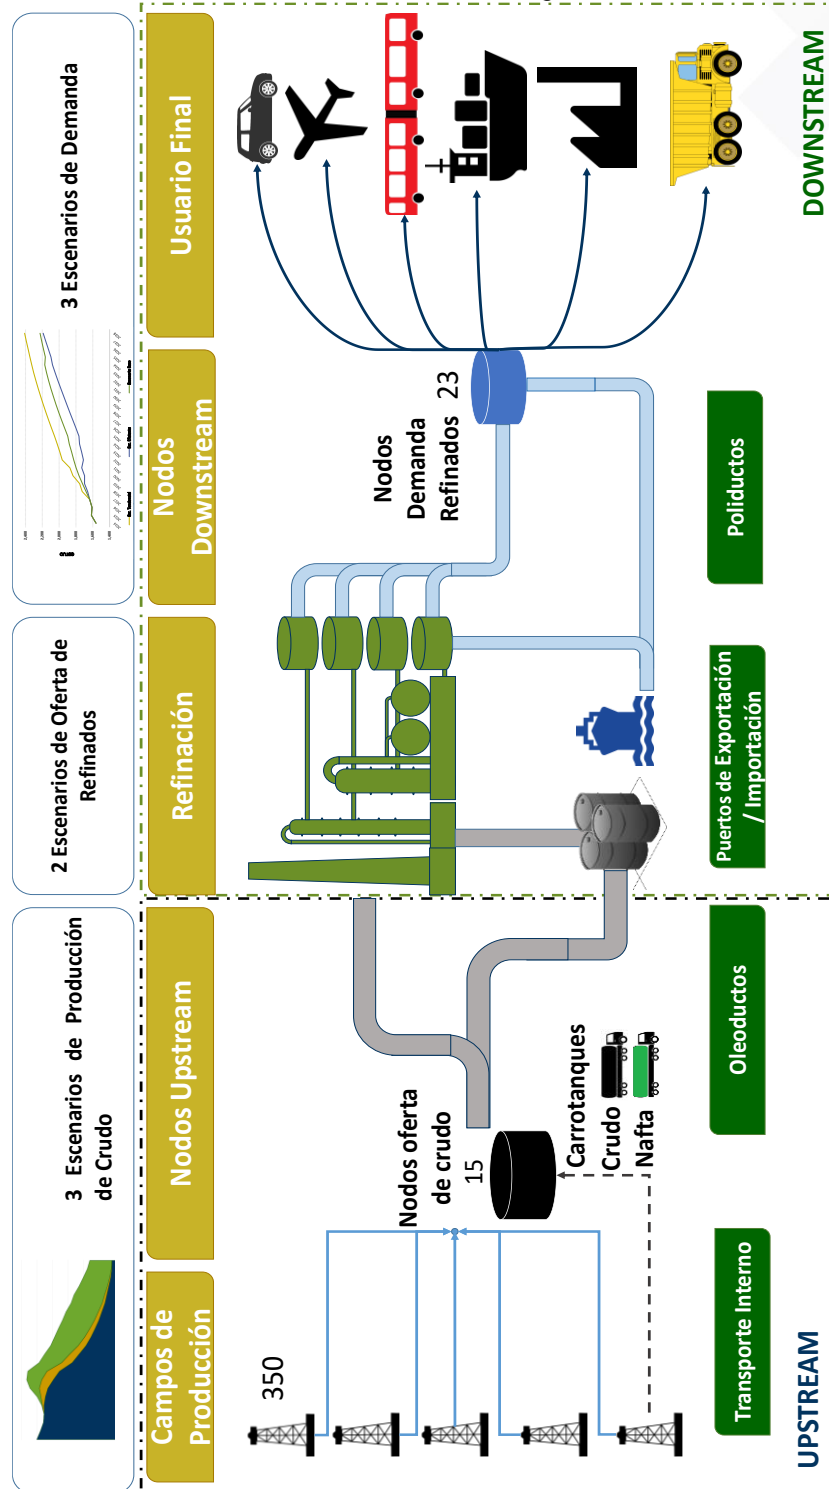 3 Escenarios de Producción
de Crudo
2 Escenarios de Oferta de
Refinados
3 Escenarios de Demanda
Campos de
Producción
Nodos Upstream
Refinación
Nodos
Downstream
Usuario Final
350
Nodos oferta
de crudo
15
Carrotanques
Crudo
Nafta
Nodos
Demanda
Refinados
23
Transporte Interno
Oleoductos
Puertos de Exportación
/ Importación
Poliductos
UPSTREAM
DOWNSTREAM